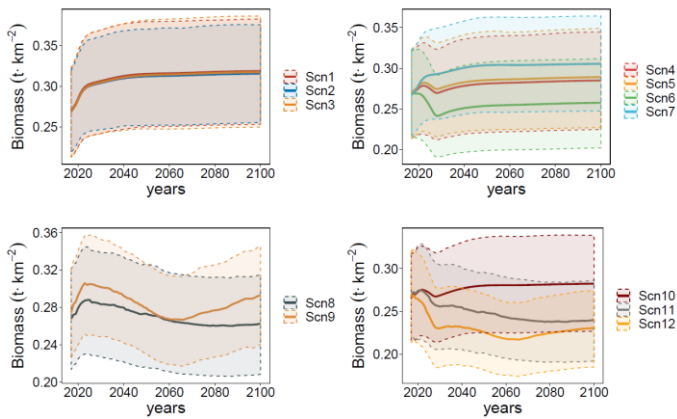 Biomass (t· km⁻²)
0.35
0.30
0.25
2020 2040 2060 2080 2100
years
Scn1
Scn2
Scn3
Biomass (t· km⁻²)
0.35
0.30
0.25
0.20
2020 2040 2060 2080 2100
years
Scn4
Scn5
Scn6
Scn7
Biomass (t· km⁻²)
0.36
0.32
0.28
0.24
0.20
2020 2040 2060 2080 2100
years
Scn8
Scn9
Biomass (t· km⁻²)
0.30
0.25
0.20
2020 2040 2060 2080 2100
years
Scn10
Scn11
Scn12